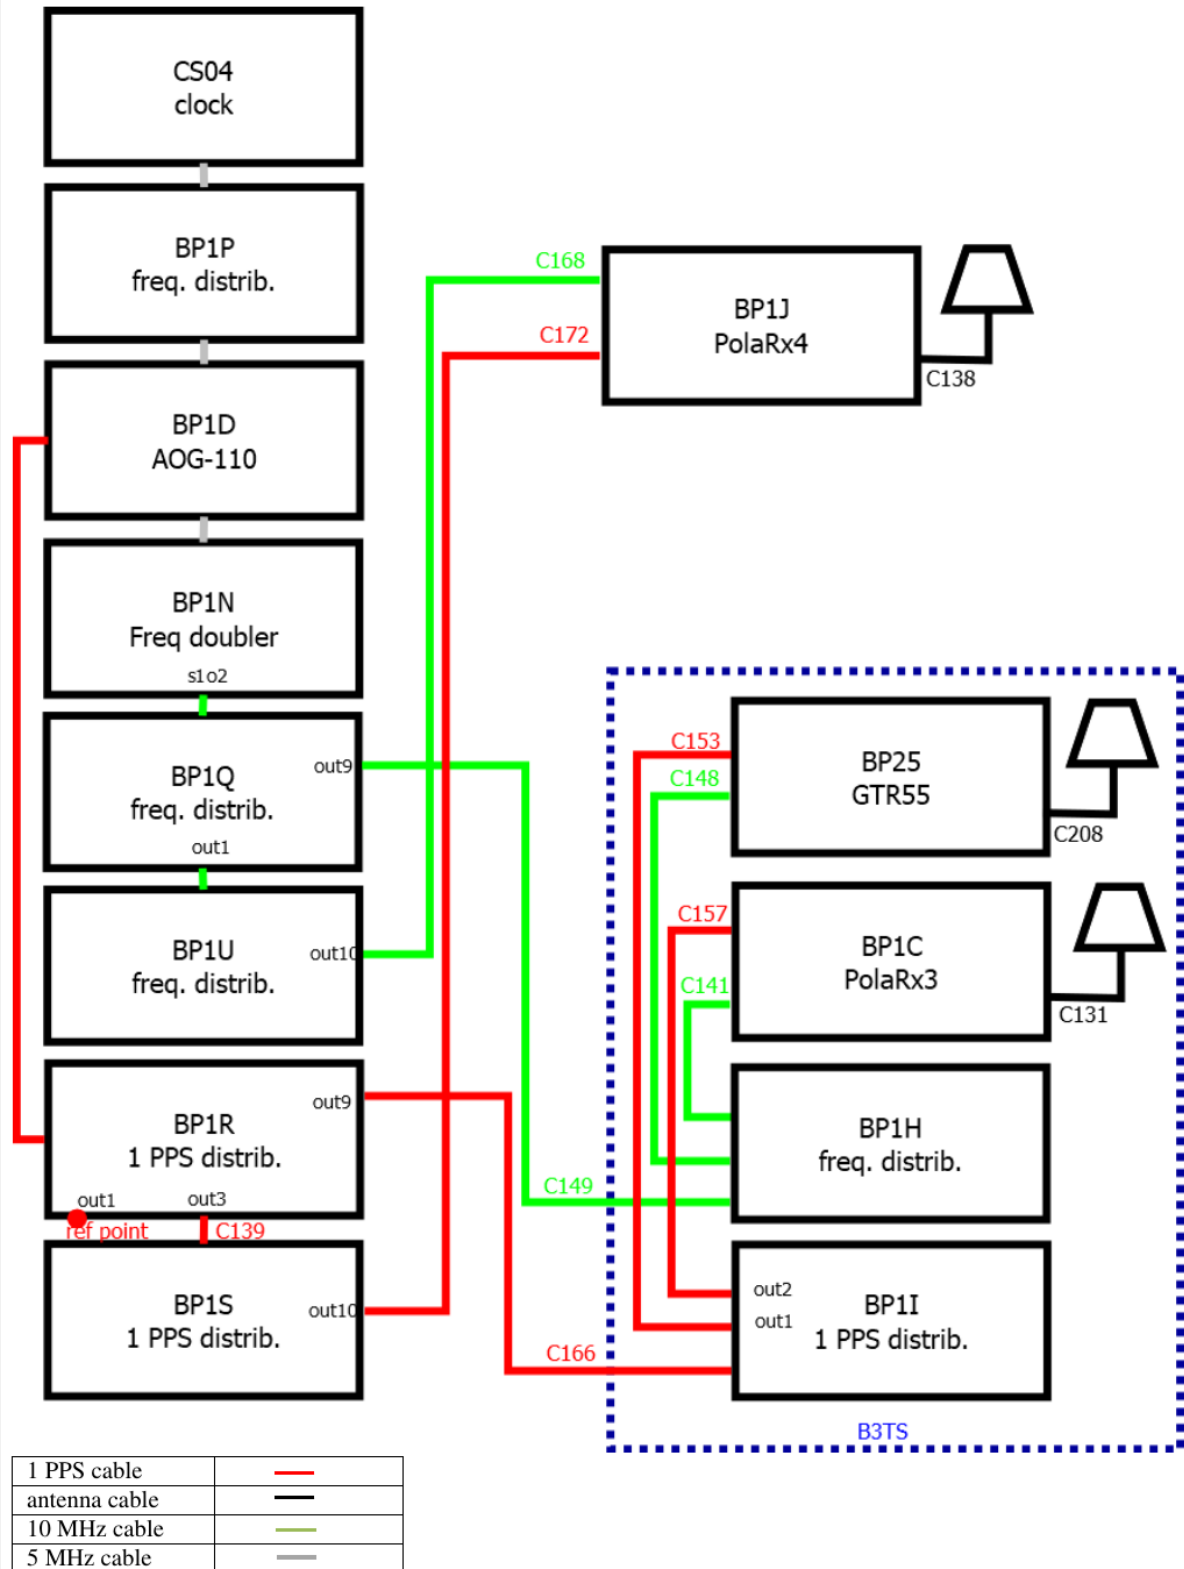 CS04
clock
BP1P
freq. distrib.
BP1D
AOG-110
BP1N
Freq doubler
s1o2
BP1Q
freq. distrib.
out9
out1
BP1U
freq. distrib.
out10
BP1R
1 PPS distrib.
out9
out1
out3
ref point
C139
BP1S
1 PPS distrib.
out10
C168
C172
BP1J
PolaRx4
C138
C153
C148
BP25
GTR55
C208
C157
C141
BP1C
PolaRx3
C131
BP1H
freq. distrib.
C149
out2
out1
BP1I
1 PPS distrib.
C166
B3TS
1 PPS cable
antenna cable
10 MHz cable
5 MHz cable